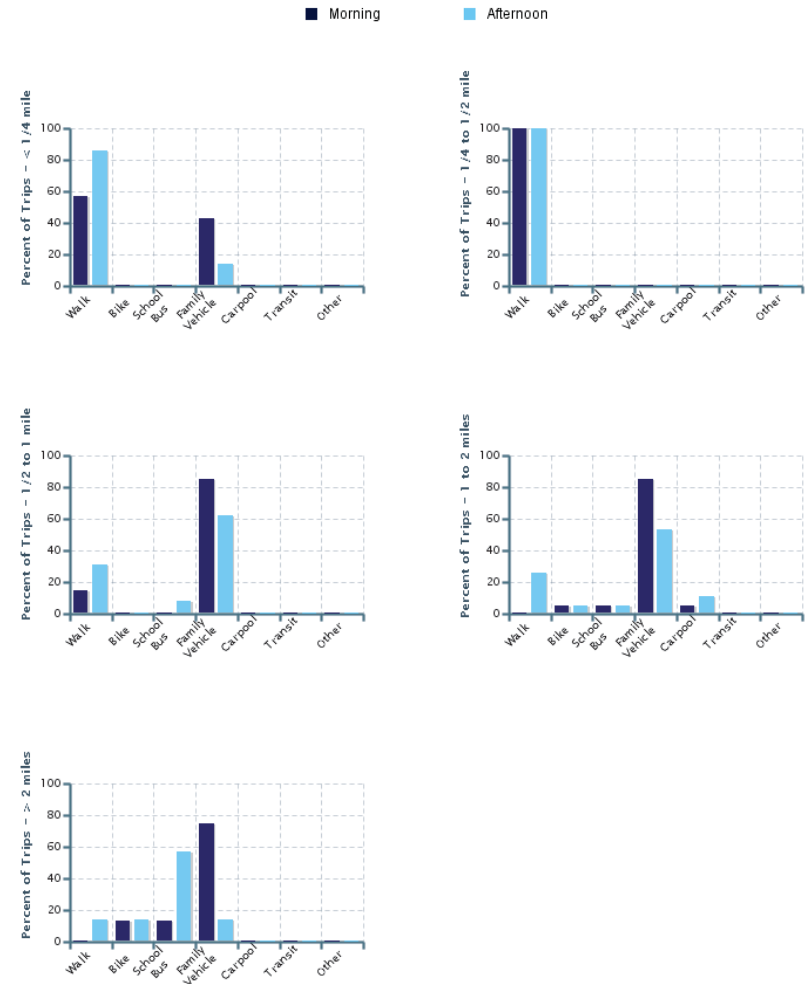 Morning Afternoon
Percent of Trips - < 1/4 mile
100
80
60
40
20
0
Walk
Bike
School
Bus
Family
Vehicle
Carpool
Transit
Other
Percent of Trips - 1/4 to 1/2 mile
100
80
60
40
20
0
Walk
Bike
School
Bus
Family
Vehicle
Carpool
Transit
Other
Percent of Trips - 1/2 to 1 mile
100
80
60
40
20
0
Walk
Bike
School
Bus
Family
Vehicle
Carpool
Transit
Other
Percent of Trips - 1 to 2 miles
100
80
60
40
20
0
Walk
Bike
School
Bus
Family
Vehicle
Carpool
Transit
Other
Percent of Trips - > 2 miles
100
80
60
40
20
0
Walk
Bike
School
Bus
Family
Vehicle
Carpool
Transit
Other